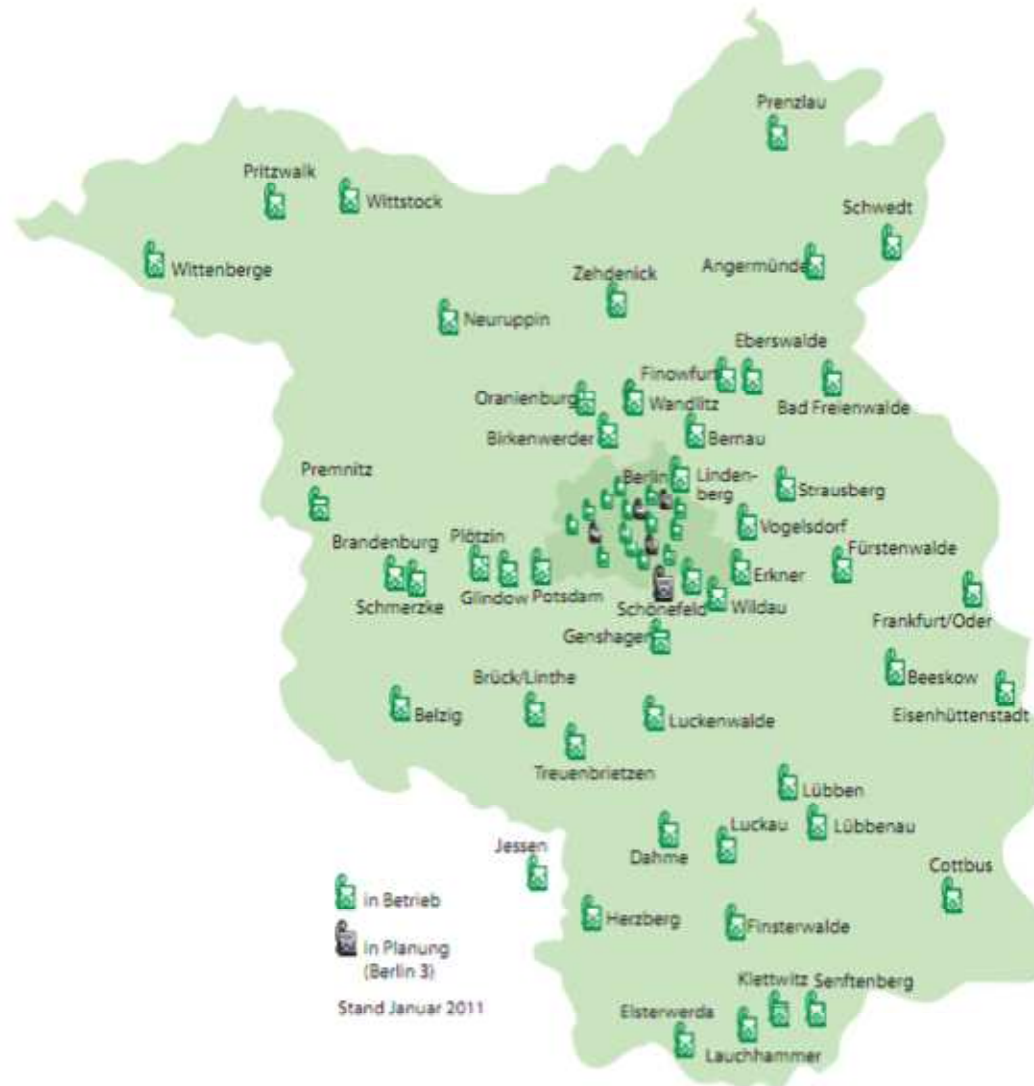 Prenzlau
Pritzwalk
Wittstock
Schwedt
Wittenberge
Zehdenick
Angermünde
Neuruppin
Eberswalde
Finowfurt
Oranienburg
Wandlitz
Bad Freienwalde
Birkenwerder
Bernau
Premnitz
Berlin
Linden-
berg
Strausberg
Vogelsdorf
Brandenburg
Plötzin
Fürstenwalde
Erkner
Schmerzke
Glindow
Potsdam
Schönefeld
Wildau
Frankfurt/Oder
Genshagen
Brück/Linthe
Beeskow
Belzig
Luckenwalde
Eisenhüttenstadt
Treuenbrietzen
Lübben
Luckau
Lübbenau
Jessen
Dahme
Cottbus
in Betrieb
Herzberg
Finsterwalde
in Planung
(Berlin 3)
Klettwitz
Senftenberg
Stand Januar 2011
Elsterwerda
Lauchhammer